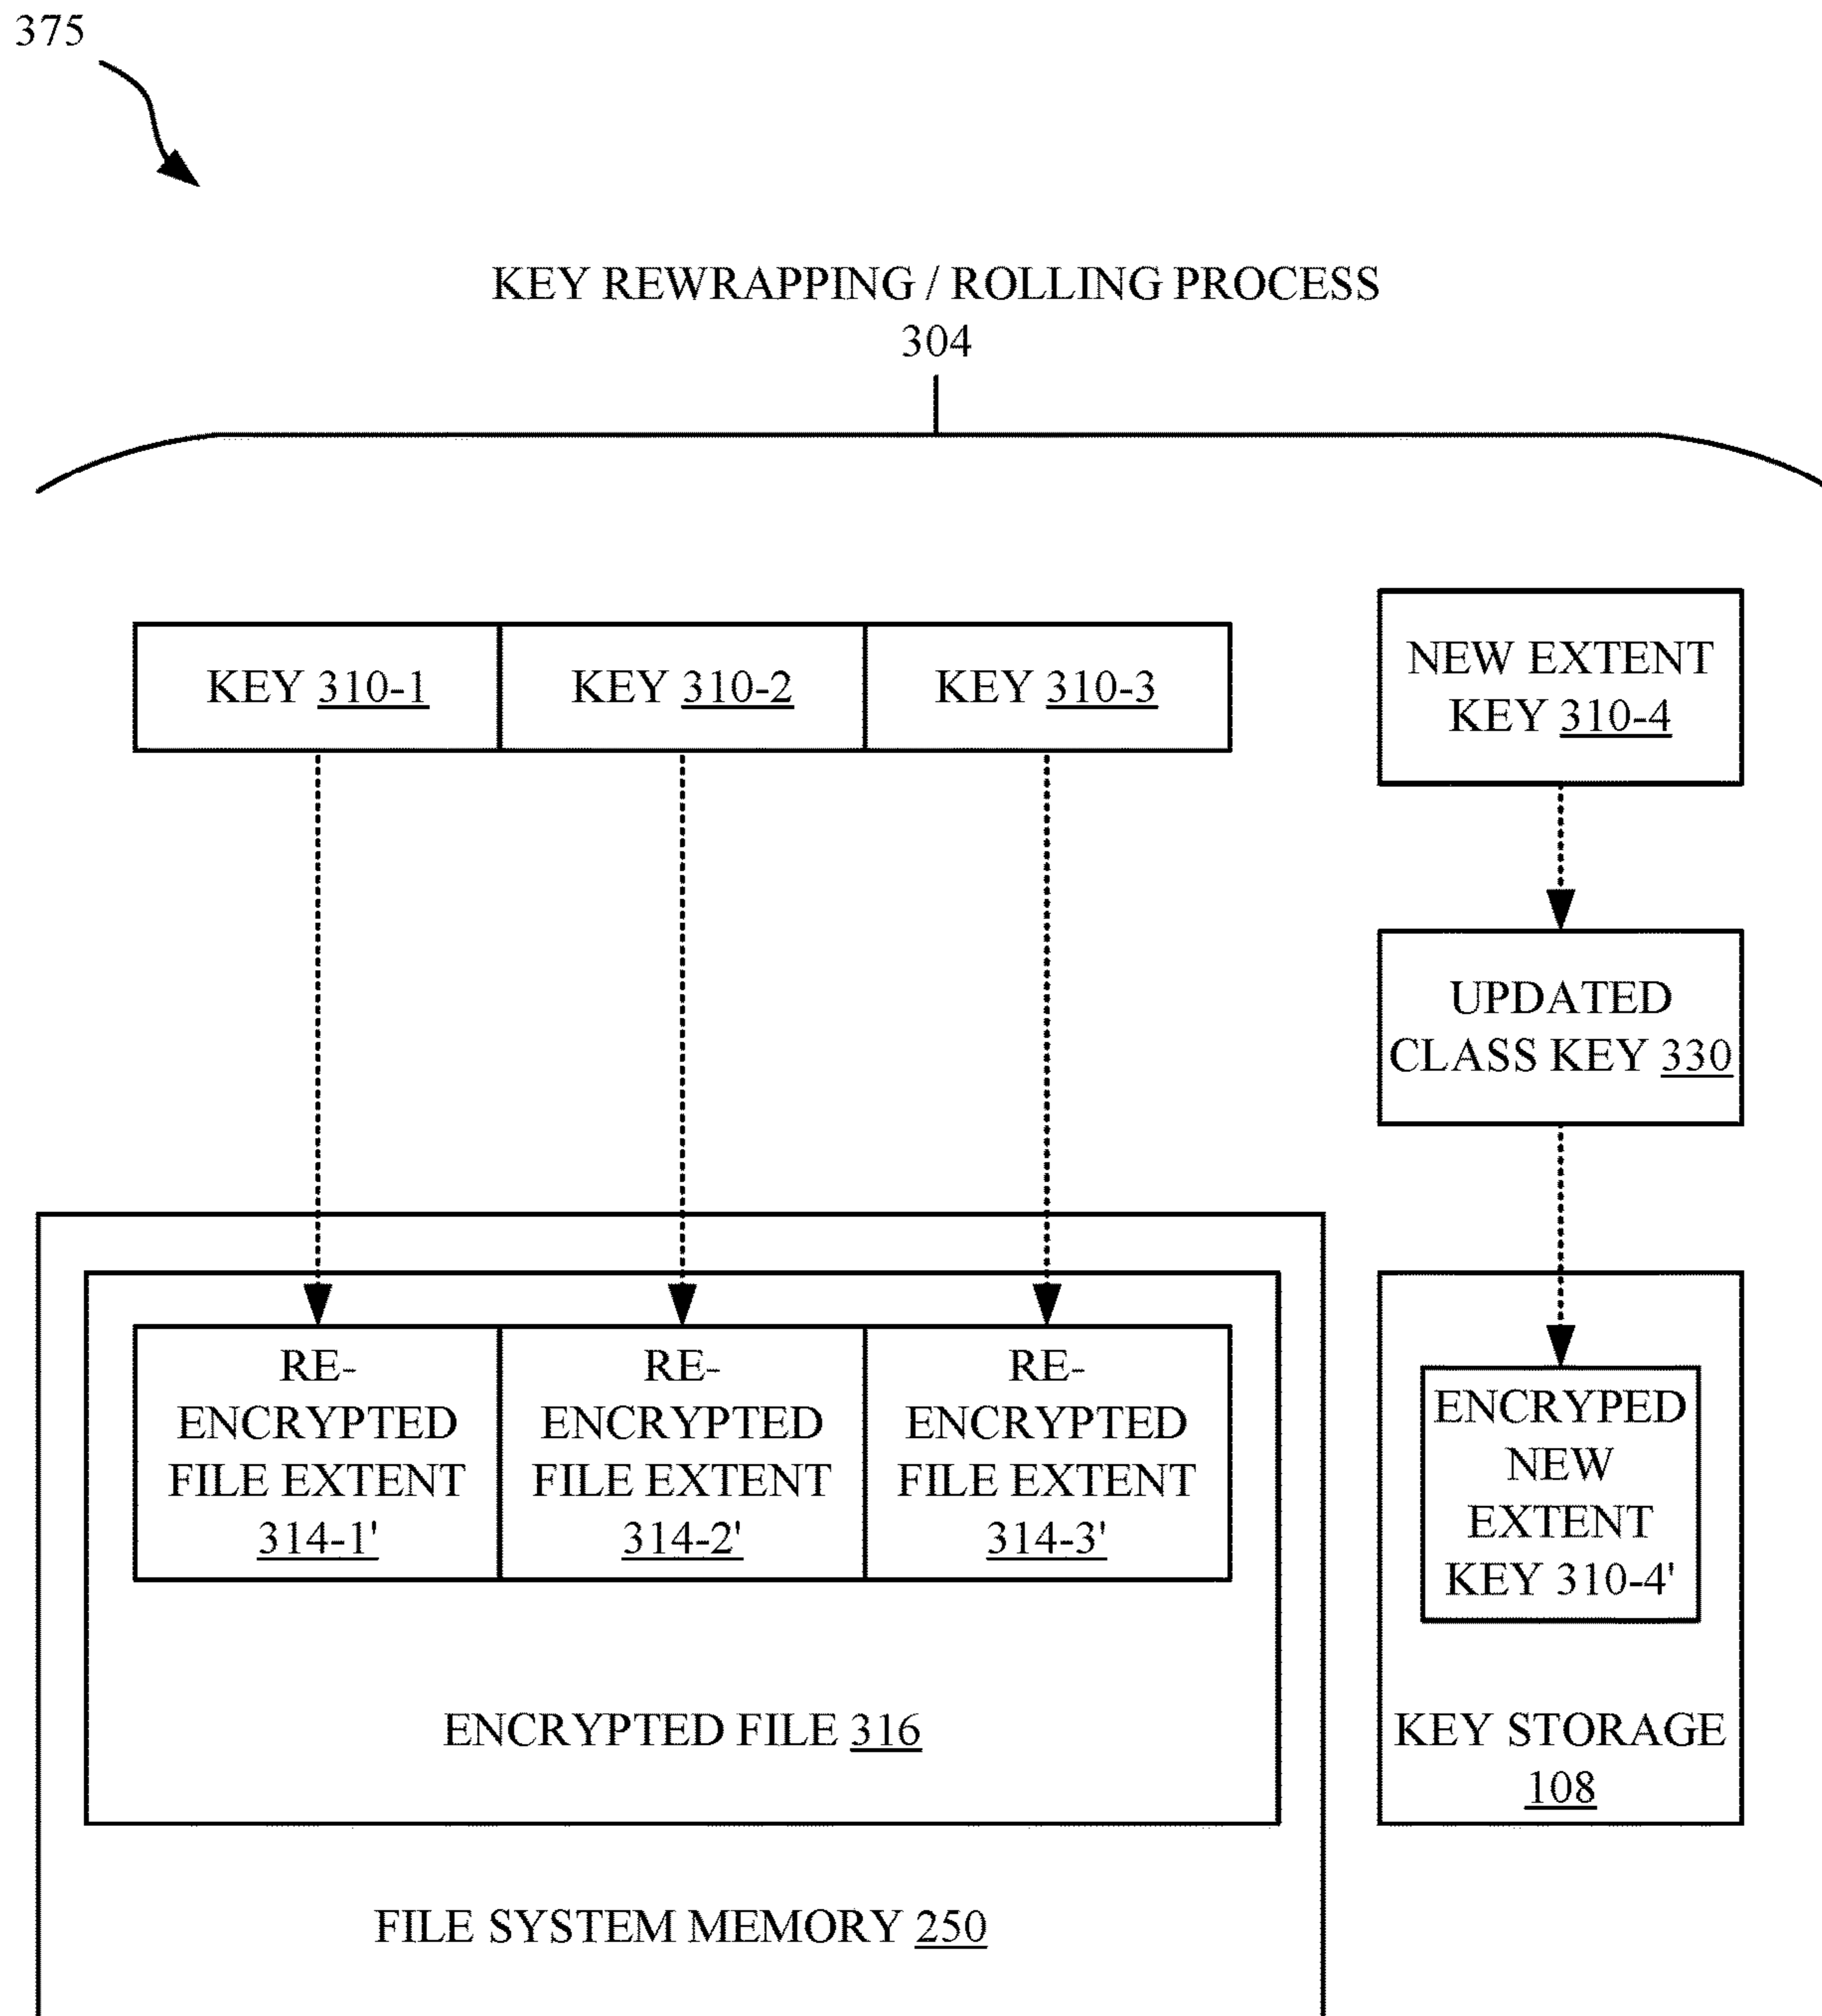 375
KEY REWRAPPING / ROLLING PROCESS
304
KEY 310-1
KEY 310-2
KEY 310-3
NEW EXTENT
KEY 310-4
UPDATED
CLASS KEY 330
RE-
ENCRYPTED
FILE EXTENT
314-1'
RE-
ENCRYPTED
FILE EXTENT
314-2'
RE-
ENCRYPTED
FILE EXTENT
314-3'
ENCRYPED
NEW
EXTENT
KEY 310-4'
ENCRYPTED FILE 316
KEY STORAGE
108
FILE SYSTEM MEMORY 250